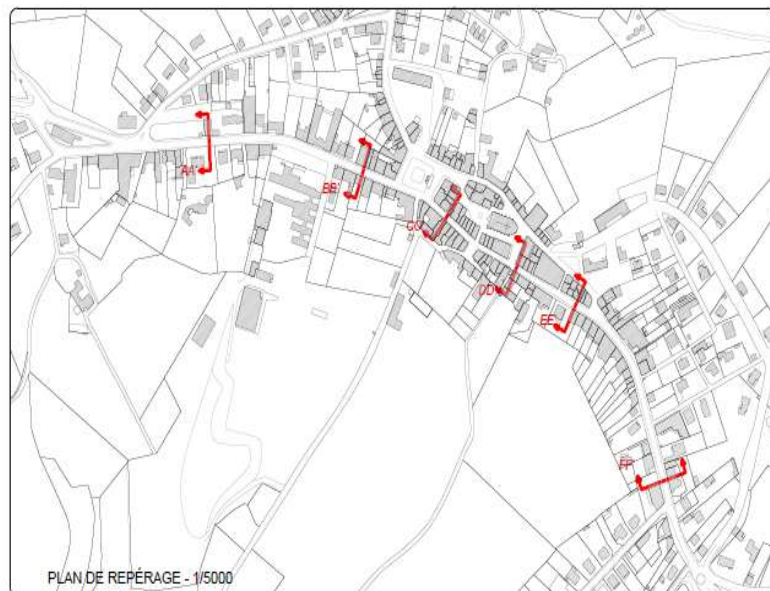 AA'
BB'
CC'
DD'
EE'
FF'
PLAN DE REPÉRAGE - 1/5000